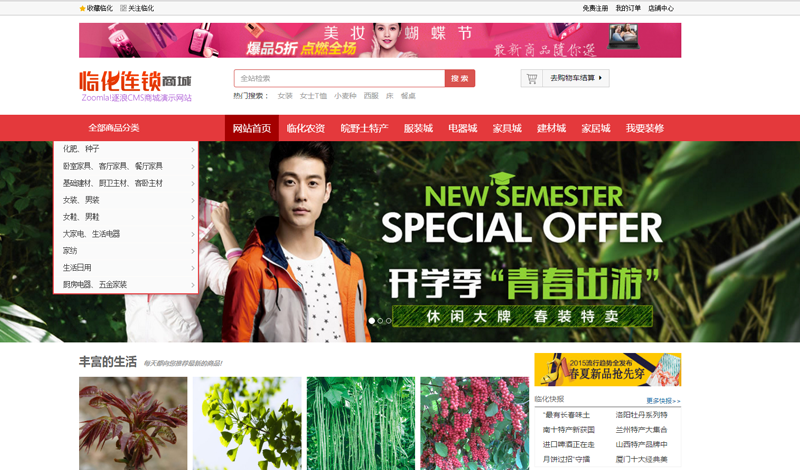 收藏临化 关注临化 免费注册 我的订单 店铺中心
美妆 蝴蝶节
爆品5折 点燃全场 最新商品随你选
临化连锁商城
Zoomla!逐浪CMS商城演示网站
全站检索 搜 索 去购物车结算
热门搜索： 女装 女士T恤 小麦种 西服 床 餐桌
全部商品分类 网站首页 临化农资 皖野土特产 服装城 电器城 家具城 建材城 家居城 我要装修
化肥、 种子
卧室家具、 客厅家具、 餐厅家具
基础建材、 厨卫主材、 客卧主材
女装、 男装
女鞋、 男鞋
大家电、 生活电器
家纺
生活日用
厨房电器、 五金家装
NEW SEMESTER
SPECIAL OFFER
开学季“青春出游”
休闲大牌 春装特卖
丰富的生活 每天都向您推荐最新的商品!
2015流行趋势全发布
春夏新品抢先穿
临化快报 更多快报>>
"最有长春味土 洛阳牡丹系列特
南十特产新获国 兰州特产大集合
进口啤酒正在走 山西特产品牌中
月饼过招"守擂 厦门十大经典美